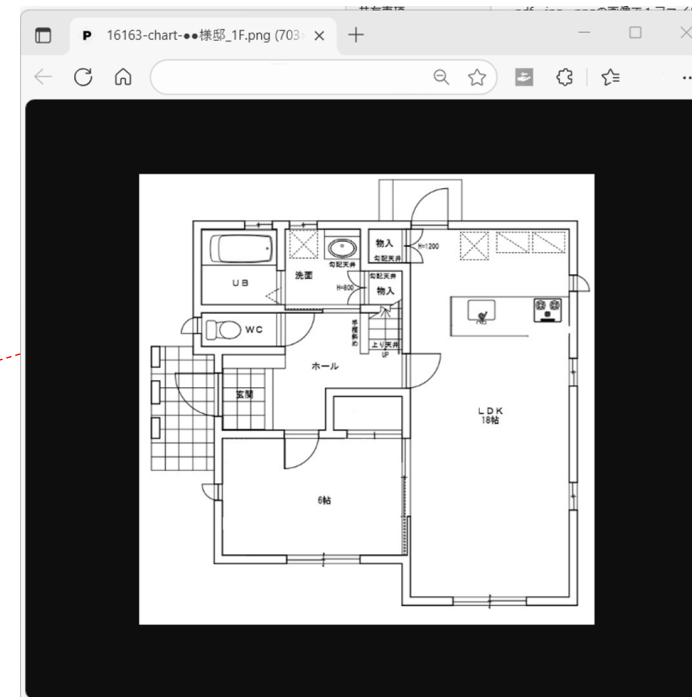 16163-chart-●●様邸_1F.png (703
物入
勾配天井
H=1200
勾配天井
洗面
UB
勾配天井
物入
H=800
WC
上り天井
UP
ホール
玄関
LDK
18帖
6帖